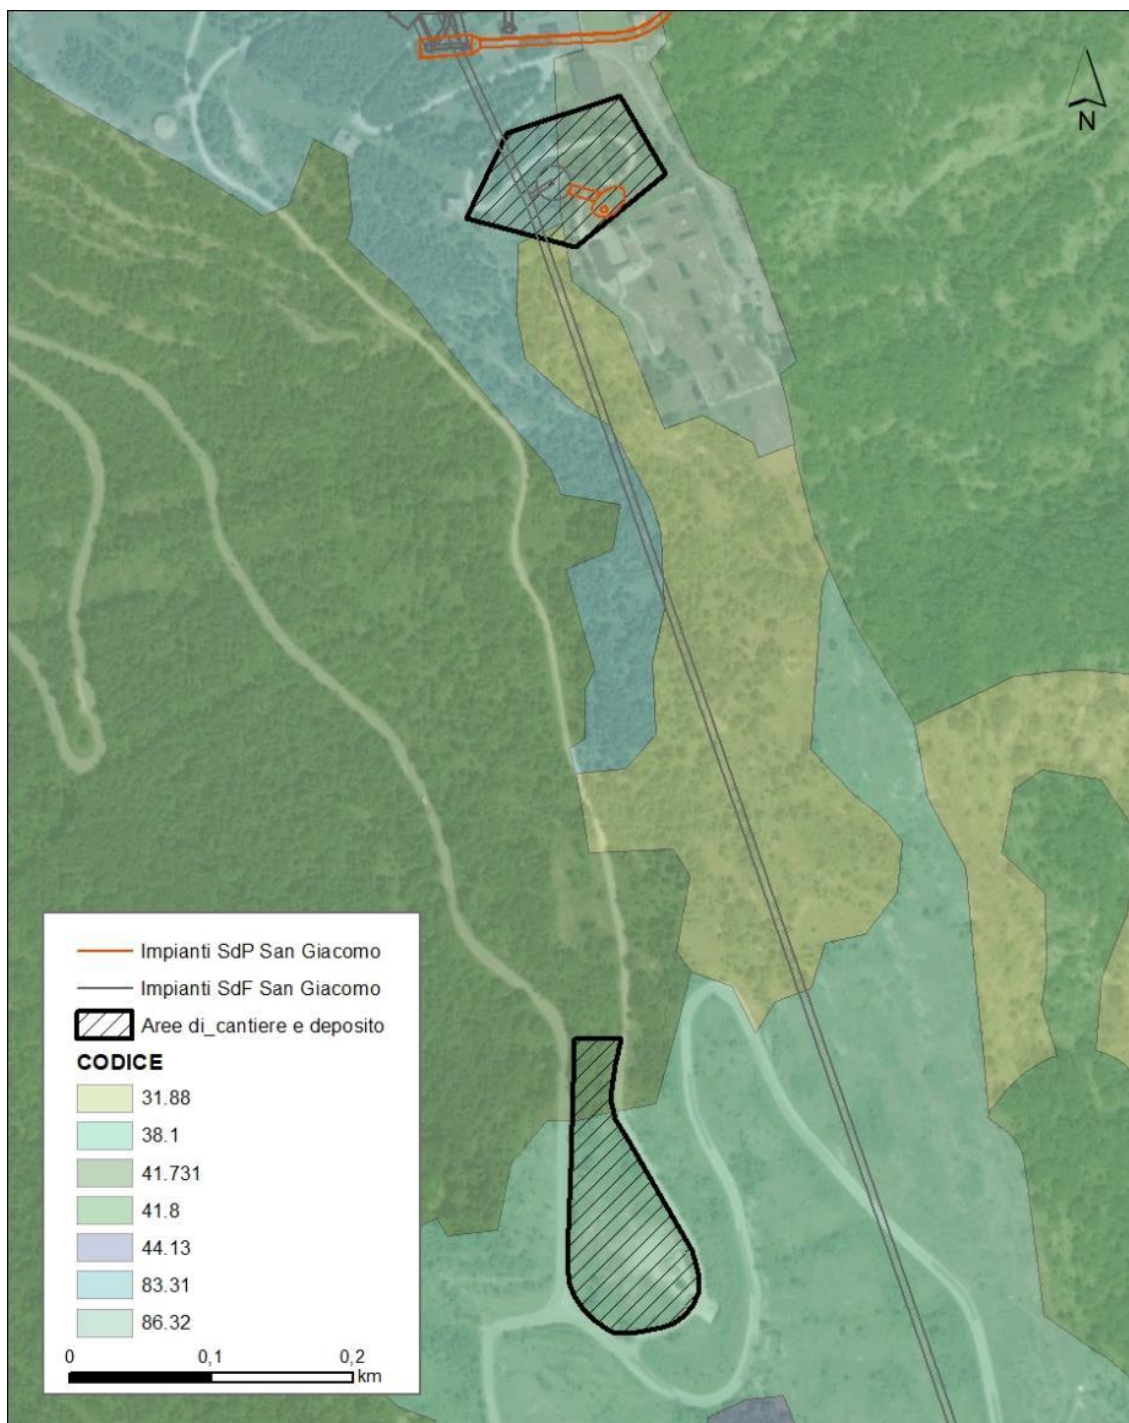 N
Impianti SdP San Giacomo
Impianti SdF San Giacomo
Aree di_cantiere e deposito
CODICE
31.88
38.1
41.731
41.8
44.13
83.31
86.32
0 0,1 0,2
km